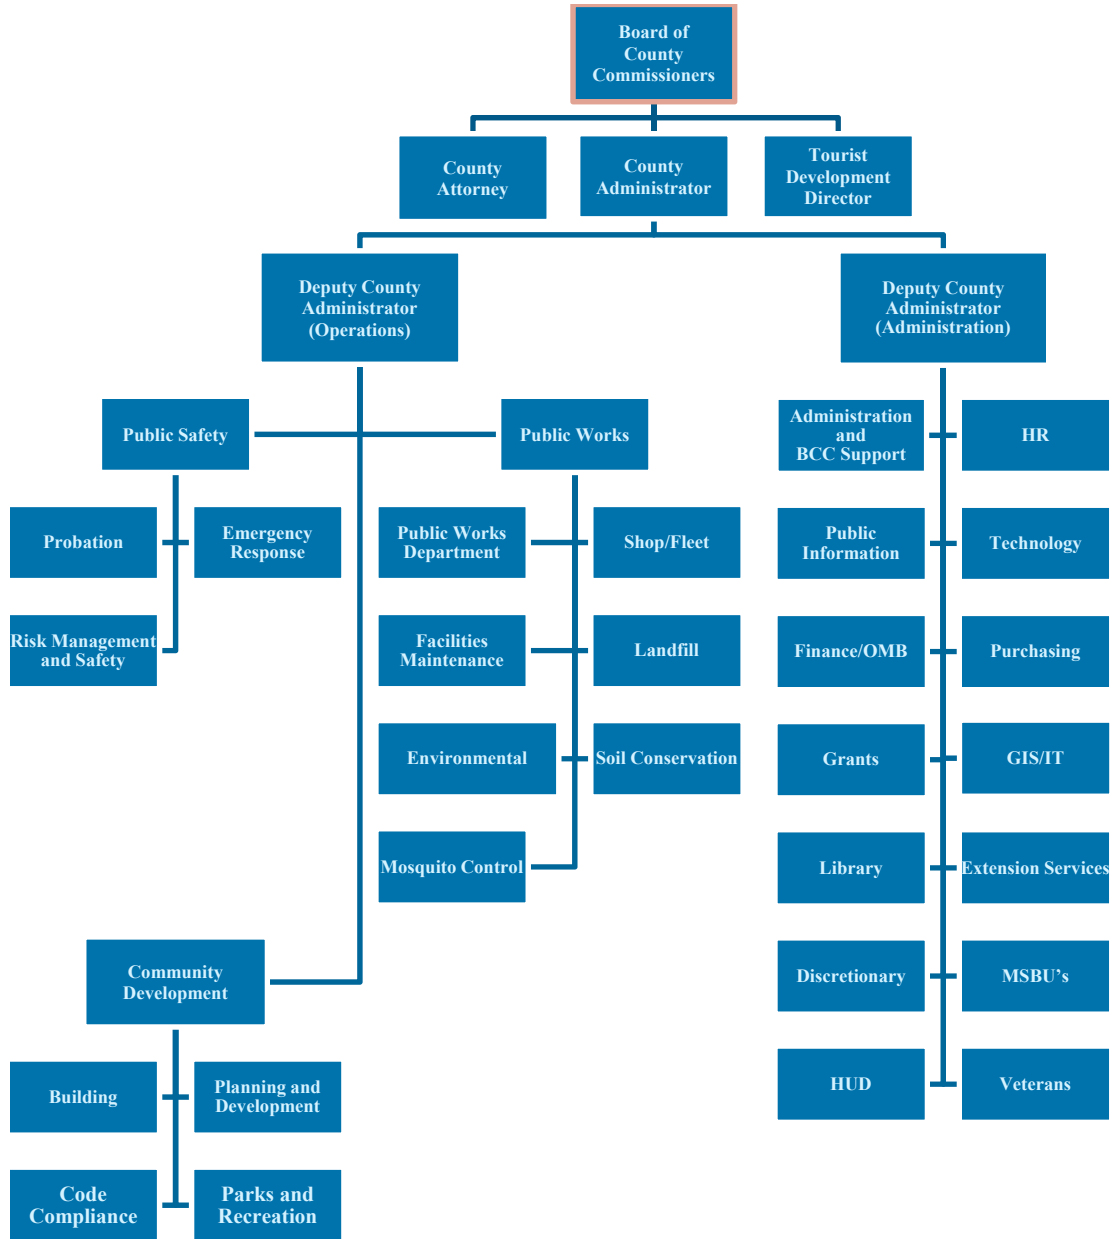 Board of
County
Commissioners
County
Attorney
County
Administrator
Tourist
Development
Director
Deputy County
Administrator
(Operations)
Deputy County
Administrator
(Administration)
Public Safety
Public Works
Administration
and
BCC Support
HR
Probation
Emergency
Response
Public Works
Department
Shop/Fleet
Public
Information
Technology
Risk Management
and Safety
Facilities
Maintenance
Landfill
Finance/OMB
Purchasing
Environmental
Soil Conservation
Grants
GIS/IT
Mosquito Control
Library
Extension Services
Community
Development
Discretionary
MSBU’s
Building
Planning and
Development
HUD
Veterans
Code
Compliance
Parks and
Recreation